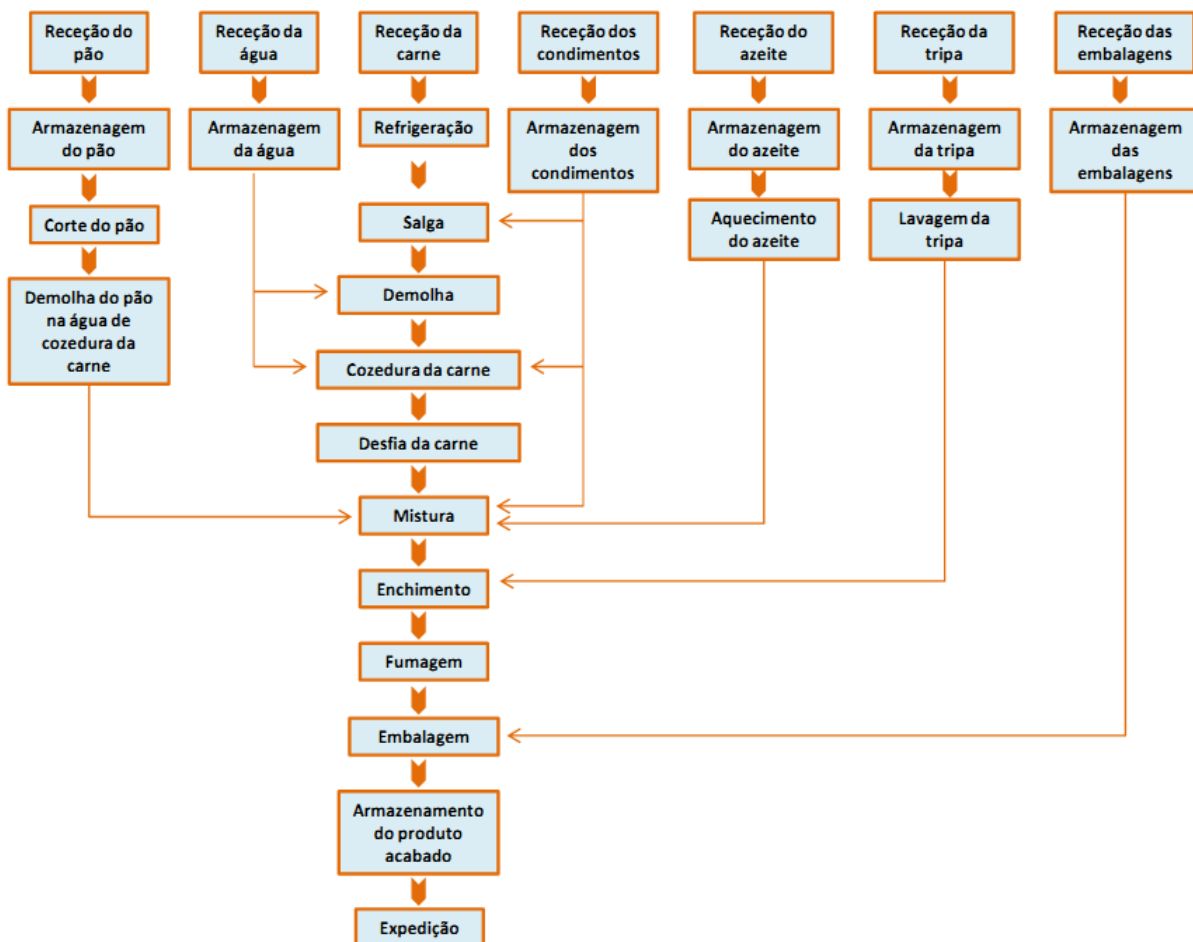 Receção do
pão
Receção da
água
Receção da
carne
Receção dos
condimentos
Receção do
azeite
Receção da
tripa
Receção das
embalagens
Armazenagem
do pão
Armazenagem
da água
Refrigeração
Armazenagem
dos
condimentos
Armazenagem
do azeite
Armazenagem
da tripa
Armazenagem
das
embalagens
Corte do pão
Salga
Aquecimento
do azeite
Lavagem da
tripa
Demolha do pão
na água de
cozedura da
carne
Demolha
Cozedura da carne
Desfia da carne
Mistura
Enchimento
Fumagem
Embalagem
Armazenamento
do produto
acabado
Expedição